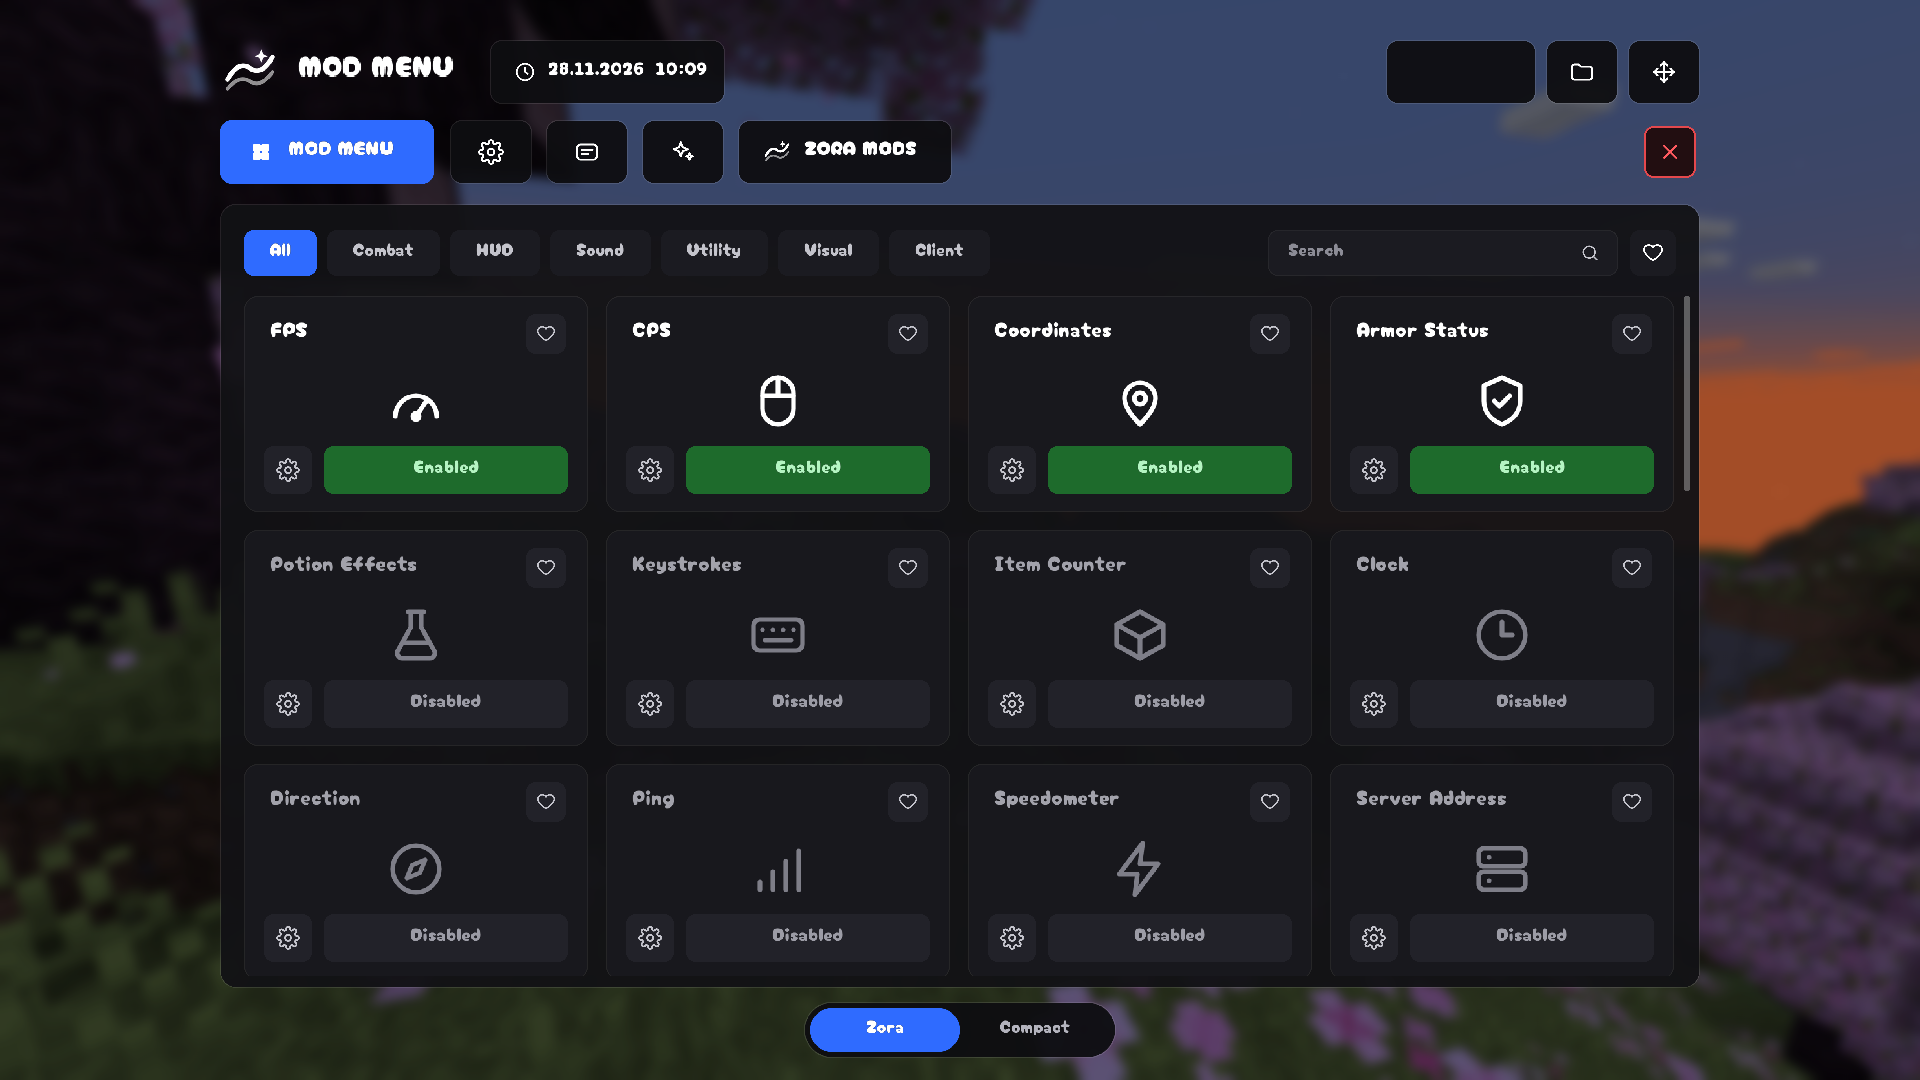 MOD MENU
28.11.2026 10:09
MOD MENU
ZORA MODS
All
Combat
HUD
Sound
Utility
Visual
Client
Search
FPS
CPS
Coordinates
Armor Status
Enabled
Enabled
Enabled
Enabled
Potion Effects
Keystrokes
Item Counter
Clock
Disabled
Disabled
Disabled
Disabled
Direction
Ping
Speedometer
Server Address
Disabled
Disabled
Disabled
Disabled
Zora
Compact